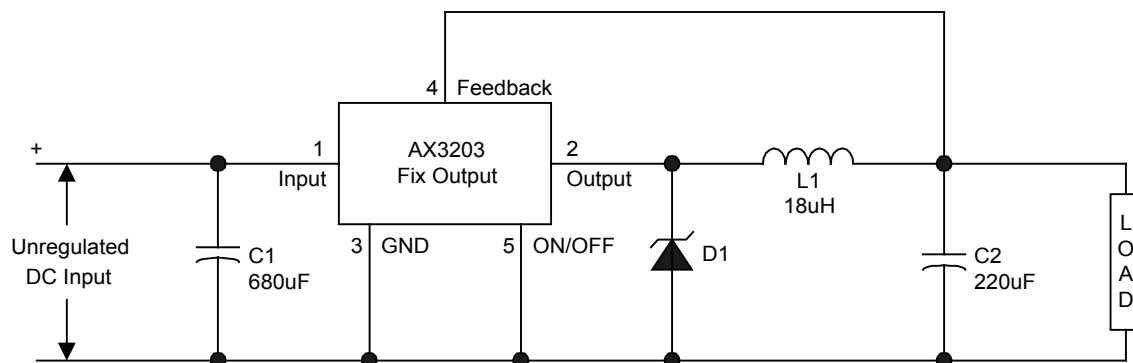 4 Feedback
+
1
Input
AX3203
Fix Output
2
Output
L1
18uH
3 GND
5 ON/OFF
Unregulated
DC Input
C1
680uF
D1
C2
220uF
L
O
A
D